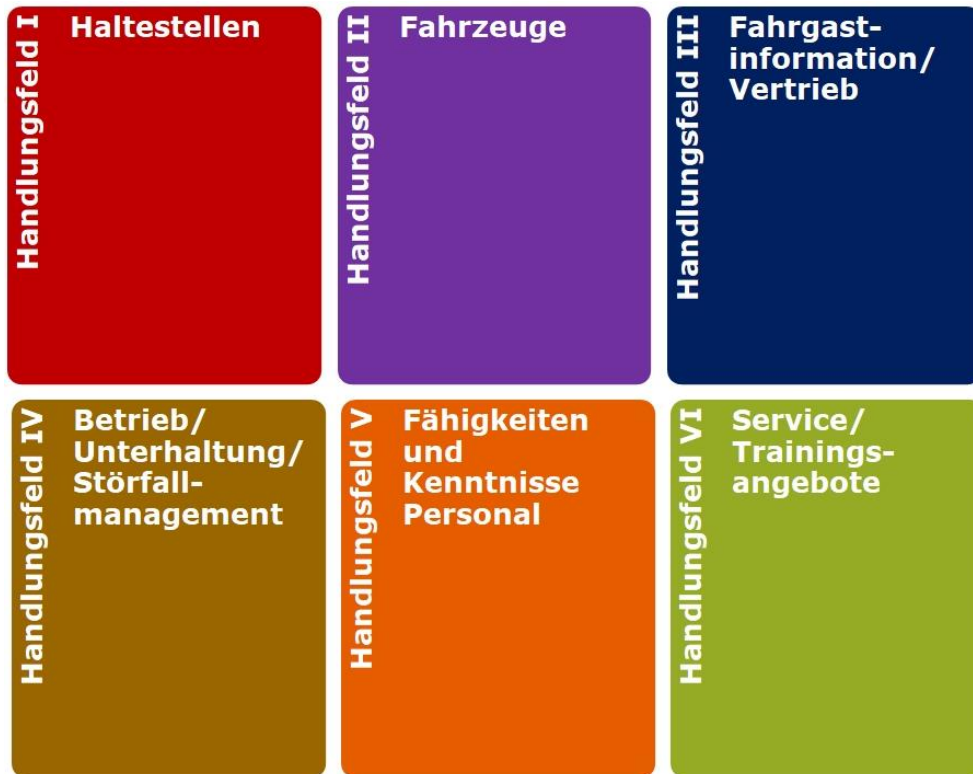 Handlungsfeld I
Haltestellen
Handlungsfeld II
Fahrzeuge
Handlungsfeld III
Fahrgast-
information/
Vertrieb
Handlungsfeld IV
Betrieb/
Unterhaltung/
Störfall-
management
Handlungsfeld V
Fähigkeiten
und
Kenntnisse
Personal
Handlungsfeld VI
Service/
Trainings-
angebote